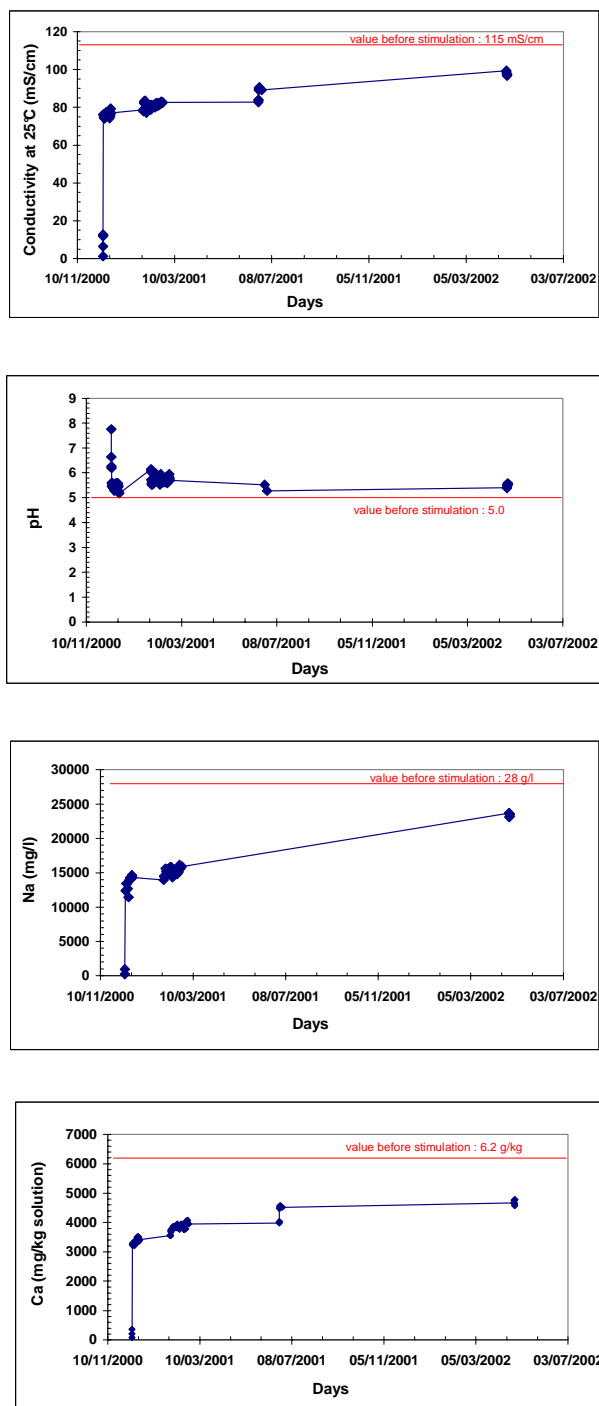 value before stimulation : 115 mS/cm
120
100
80
60
40
20
0
Conductivity at 25℃ (mS/cm)
10/11/2000 10/03/2001 08/07/2001 05/11/2001 05/03/2002 03/07/2002
Days
9
8
7
6
5
4
3
2
1
0
pH
value before stimulation : 5.0
10/11/2000 10/03/2001 08/07/2001 05/11/2001 05/03/2002 03/07/2002
Days
30000
25000
20000
15000
10000
5000
0
Na (mg/l)
value before stimulation : 28 g/l
10/11/2000 10/03/2001 08/07/2001 05/11/2001 05/03/2002 03/07/2002
Days
7000
6000
5000
4000
3000
2000
1000
0
Ca (mg/kg solution)
value before stimulation : 6.2 g/kg
10/11/2000 10/03/2001 08/07/2001 05/11/2001 05/03/2002 03/07/2002
Days